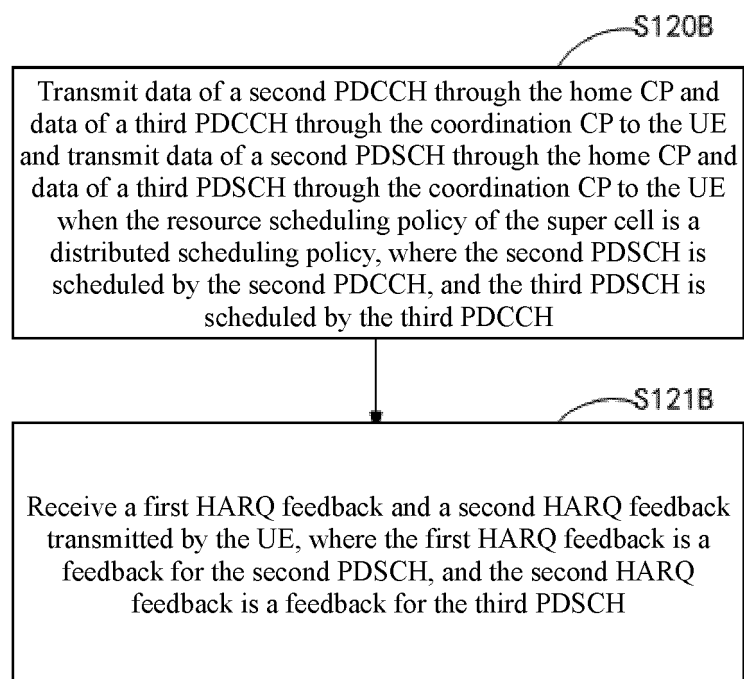 S120B
Transmit data of a second PDCCH through the home CP and
data of a third PDCCH through the coordination CP to the UE
and transmit data of a second PDSCH through the home CP and
data of a third PDSCH through the coordination CP to the UE
when the resource scheduling policy of the super cell is a
distributed scheduling policy, where the second PDSCH is
scheduled by the second PDCCH, and the third PDSCH is
scheduled by the third PDCCH
S121B
Receive a first HARQ feedback and a second HARQ feedback
transmitted by the UE, where the first HARQ feedback is a
feedback for the second PDSCH, and the second HARQ
feedback is a feedback for the third PDSCH